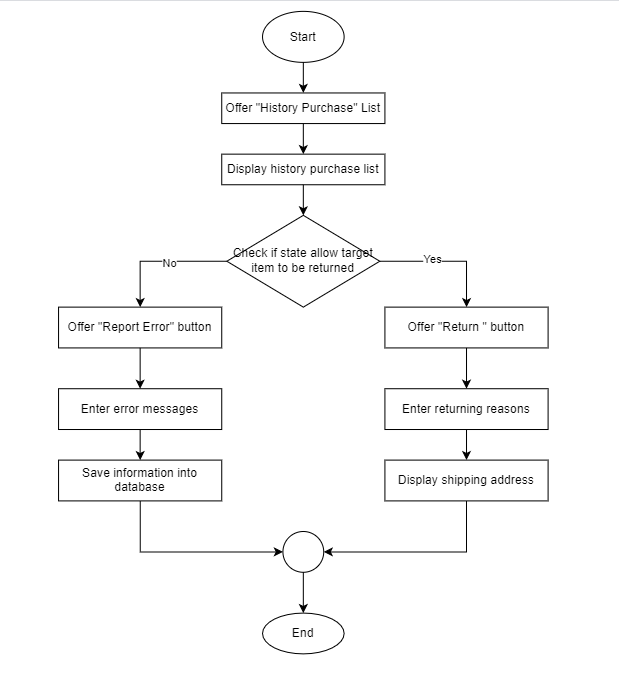 Start
Offer "History Purchase" List
Display history purchase list
Check if state allow target
item to be returned
No
Yes
Offer "Report Error" button
Offer "Return " button
Enter error messages
Enter returning reasons
Save information into
database
Display shipping address
End